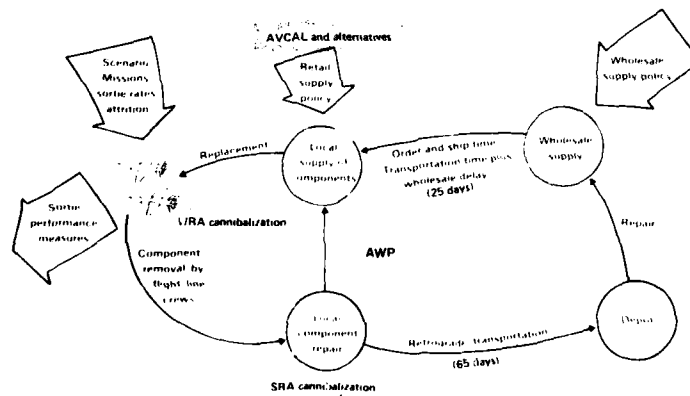 AVCAL and alternatives
Scenario
Missions
sortie rates
attrition
Retail
supply
policy
Wholesale
supply policy
Replacement
Local
supply of
components
Order and ship time
Transportation time plus
wholesale delay
(25 days)
Wholesale
supply
Some
performance
measures
WRA cannibalization
Repair
Component
removal by
flight line
crews
AWP
Local
component
repair
Retrograde transportation
(65 days)
Depot
SRA cannibalization